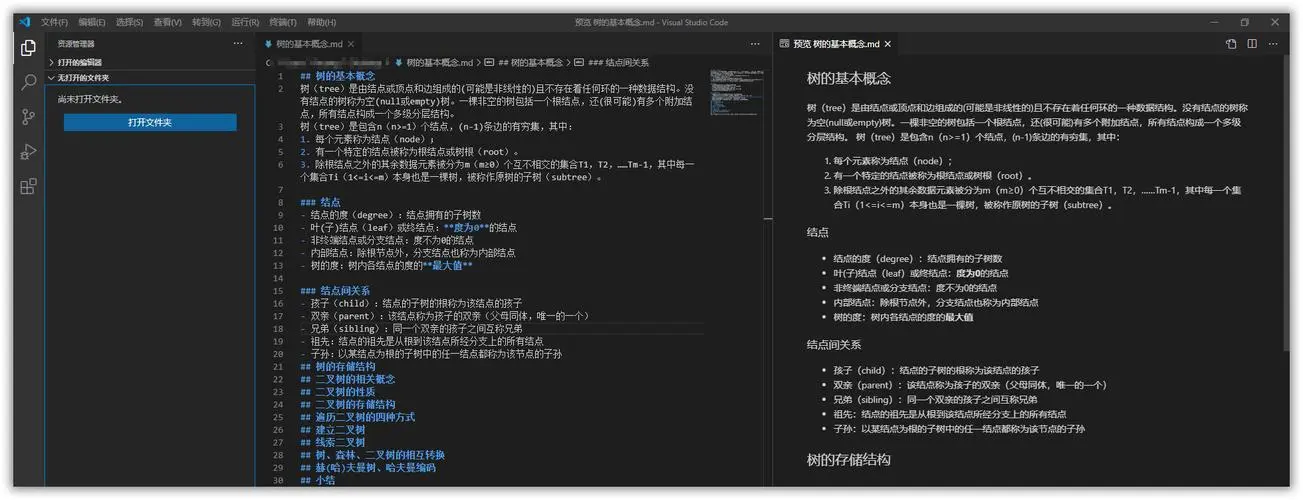 文件(F) 编辑(E) 选择(S) 查看(V) 转到(G) 运行(R) 终端(T) 帮助(H) 预览 树的基本概念.md - Visual Studio Code
资源管理器
打开的编辑器
无打开的文件夹
尚未打开文件夹。
打开文件夹
树的基本概念.md
树的基本概念.md > ## 树的基本概念 > ### 结点间关系
1 ## 树的基本概念
2 树（tree）是由结点或顶点和边组成的(可能是非线性的)且不存在着任何环的一种数据结构。没
有结点的树称为空(null或empty)树。一棵非空的树包括一个根结点，还(很可能)有多个附加结
点，所有结点构成一个多级分层结构。
3 树（tree）是包含n（n>=1）个结点，(n-1)条边的有穷集，其中:
4 1. 每个元素称为结点（node）;
5 2. 有一个特定的结点被称为根结点或树根（root）。
6 3. 除根结点之外的其余数据元素被分为m（m≥0）个互不相交的集合T1，T2，……Tm-1，其中每一
个集合Ti（1<=i<=m）本身也是一棵树，被称作原树的子树（subtree）。
7
8 ### 结点
9 - 结点的度（degree）: 结点拥有的子树数
10 - 叶(子)结点（leaf）或终结点: **度为0**的结点
11 - 非终端结点或分支结点: 度不为0的结点
12 - 内部结点: 除根节点外，分支结点也称为内部结点
13 - 树的度: 树内各结点的度的**最大值**
14
15 ### 结点间关系
16 - 孩子（child）: 结点的子树的根称为该结点的孩子
17 - 双亲（parent）: 该结点称为孩子的双亲（父母同体，唯一的一个）
18 - 兄弟（sibling）: 同一个双亲的孩子之间互称兄弟
19 - 祖先: 结点的祖先是从根到该结点所经分支上的所有结点
20 - 子孙: 以某结点为根的子树中的任一结点都称为该节点的子孙
21 ## 树的存储结构
22 ## 二叉树的相关概念
23 ## 二叉树的性质
24 ## 二叉树的存储结构
25 ## 遍历二叉树的四种方式
26 ## 建立二叉树
27 ## 线索二叉树
28 ## 树、森林、二叉树的相互转换
29 ## 赫(哈)夫曼树、哈夫曼编码
30 ## 小结
预览 树的基本概念.md
树的基本概念
树（tree）是由结点或顶点和边组成的(可能是非线性的)且不存在着任何环的一种数据结构。没有结点的树称
为空(null或empty)树。一棵非空的树包括一个根结点，还(很可能)有多个附加结点，所有结点构成一个多级
分层结构。 树（tree）是包含n（n>=1）个结点，(n-1)条边的有穷集，其中:
1. 每个元素称为结点（node）;
2. 有一个特定的结点被称为根结点或树根（root）。
3. 除根结点之外的其余数据元素被分为m（m≥0）个互不相交的集合T1，T2，……Tm-1，其中每一个集
合Ti（1<=i<=m）本身也是一棵树，被称作原树的子树（subtree）。
结点
• 结点的度（degree）: 结点拥有的子树数
• 叶(子)结点（leaf）或终结点: 度为0的结点
• 非终端结点或分支结点: 度不为0的结点
• 内部结点: 除根节点外，分支结点也称为内部结点
• 树的度: 树内各结点的度的最大值
结点间关系
• 孩子（child）: 结点的子树的根称为该结点的孩子
• 双亲（parent）: 该结点称为孩子的双亲（父母同体，唯一的一个）
• 兄弟（sibling）: 同一个双亲的孩子之间互称兄弟
• 祖先: 结点的祖先是从根到该结点所经分支上的所有结点
• 子孙: 以某结点为根的子树中的任一结点都称为该节点的子孙
树的存储结构